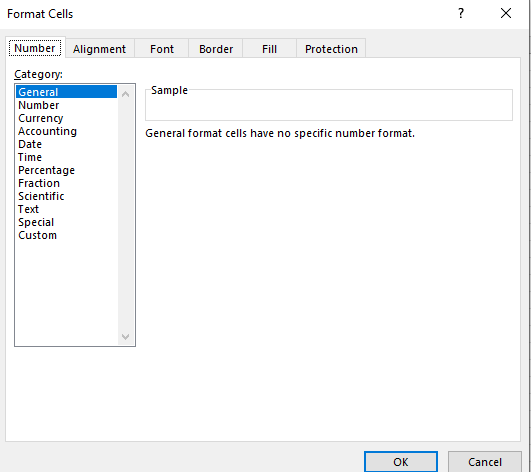 Format Cells
?
Number Alignment Font Border Fill Protection
Category:
General
Number
Currency
Accounting
Date
Time
Percentage
Fraction
Scientific
Text
Special
Custom
Sample
General format cells have no specific number format.
OK Cancel